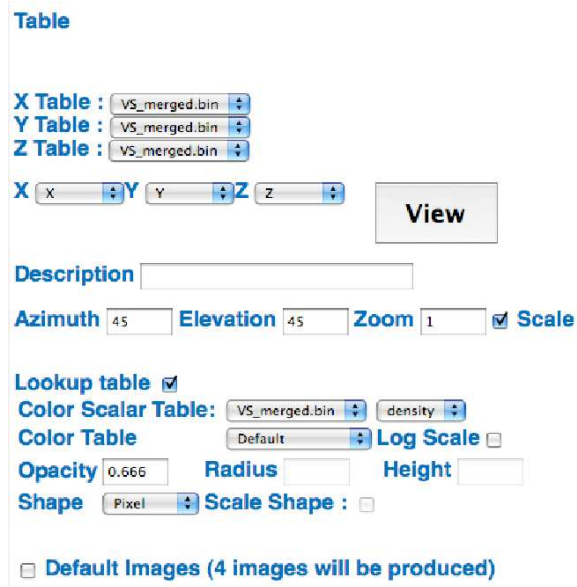 Table
X Table : VS_merged.bin
Y Table : VS_merged.bin
Z Table : VS_merged.bin
X X Y Y Z Z
View
Description
Azimuth 45 Elevation 45 Zoom 1 Scale
Lookup table
Color Scalar Table: VS_merged.bin density
Color Table Default Log Scale
Opacity 0.666 Radius Height
Shape Pixel Scale Shape :
Default Images (4 images will be produced)